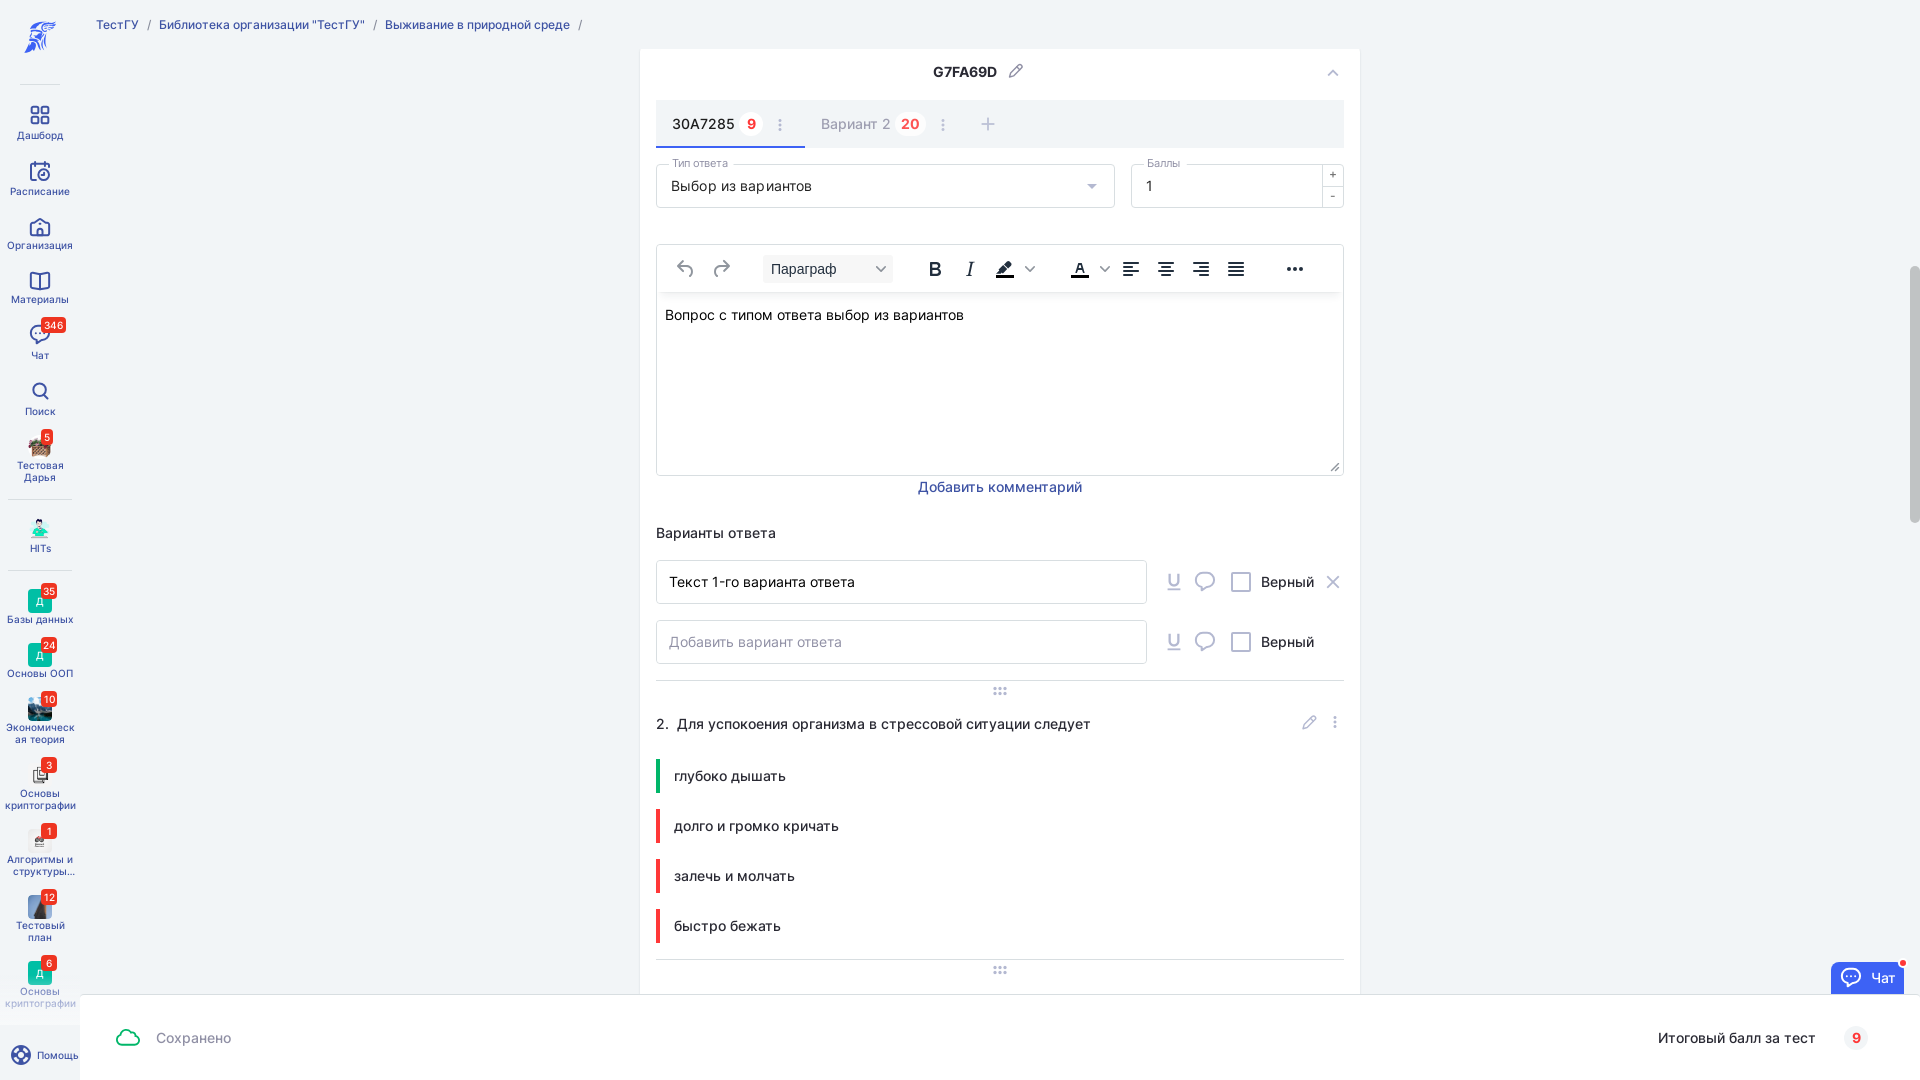 ТестГУ / Библиотека организации "ТестГУ" / Выживание в природной среде /
G7FA69D
30A7285 9 Вариант 2 20
Тип ответа
Выбор из вариантов
Баллы
1
+
-
Параграф
Вопрос с типом ответа выбор из вариантов
Добавить комментарий
Варианты ответа
Текст 1-го варианта ответа
Верный
Добавить вариант ответа
Верный
2. Для успокоения организма в стрессовой ситуации следует
глубоко дышать
долго и громко кричать
залечь и молчать
быстро бежать
Дашборд
Расписание
Организация
Материалы
346
Чат
Поиск
5
Тестовая
Дарья
HITs
35
Д
Базы данных
24
Д
Основы ООП
10
Экономическ
ая теория
3
Основы
криптографии
1
Алгоритмы и
структуры...
12
Тестовый
план
6
Д
Основы
криптографии
Помощь
Чат
Сохранено
Итоговый балл за тест 9